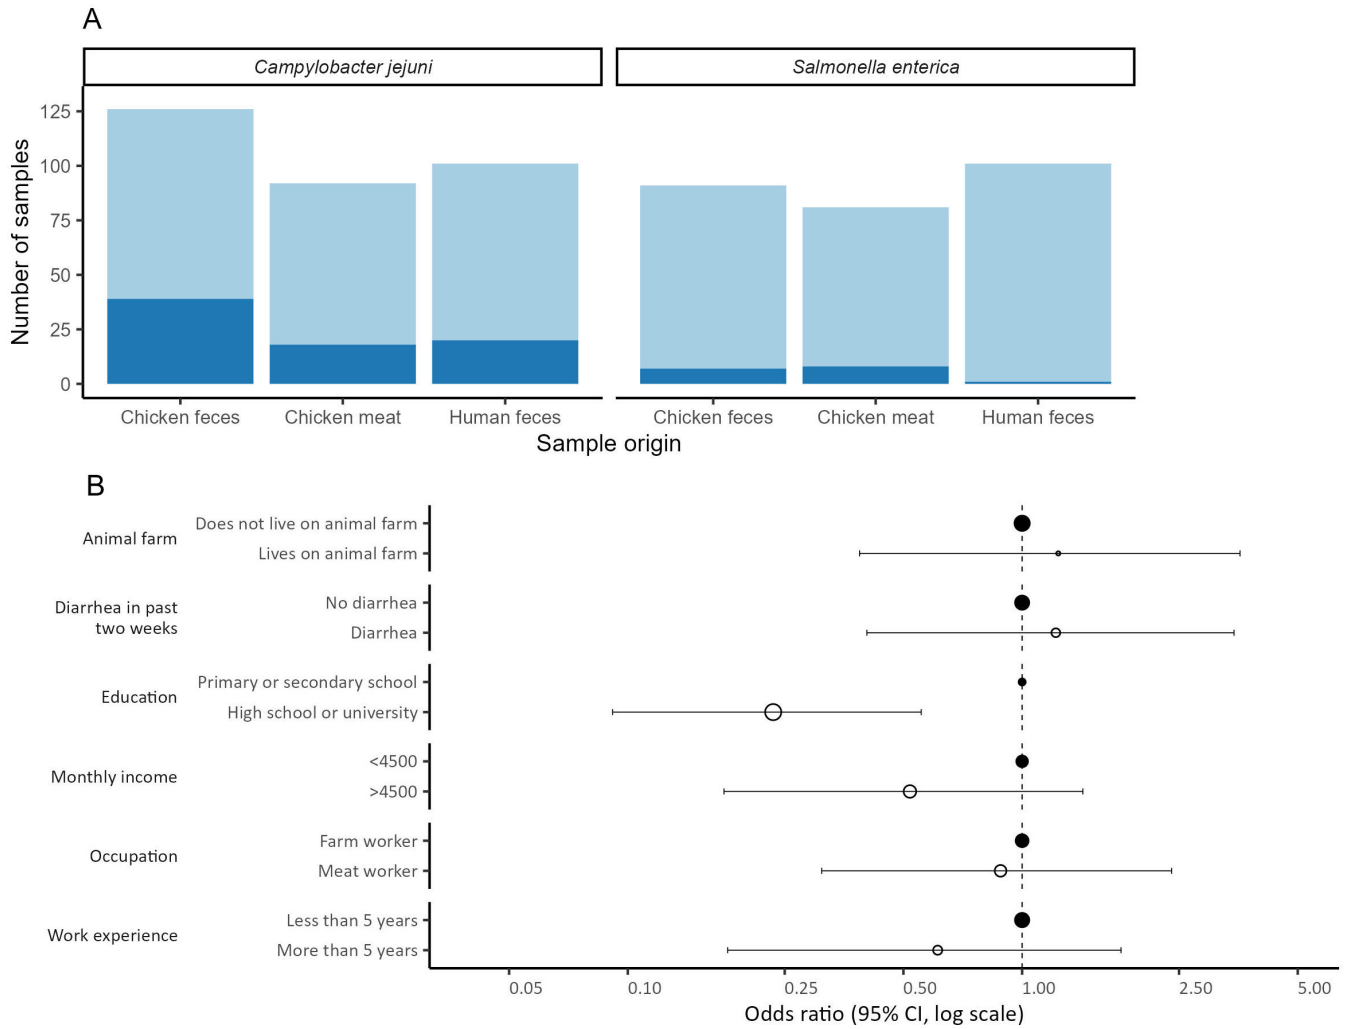 A
Campylobacter jejuni
Salmonella enterica
Number of samples
125
100
75
50
25
0
Chicken feces
Chicken meat
Human feces
Chicken feces
Chicken meat
Human feces
Sample origin
B
Animal farm
Does not live on animal farm
Lives on animal farm
Diarrhea in past
two weeks
No diarrhea
Diarrhea
Education
Primary or secondary school
High school or university
Monthly income
<4500
>4500
Occupation
Farm worker
Meat worker
Work experience
Less than 5 years
More than 5 years
0.05
0.10
0.25
0.50
1.00
2.50
5.00
Odds ratio (95% CI, log scale)